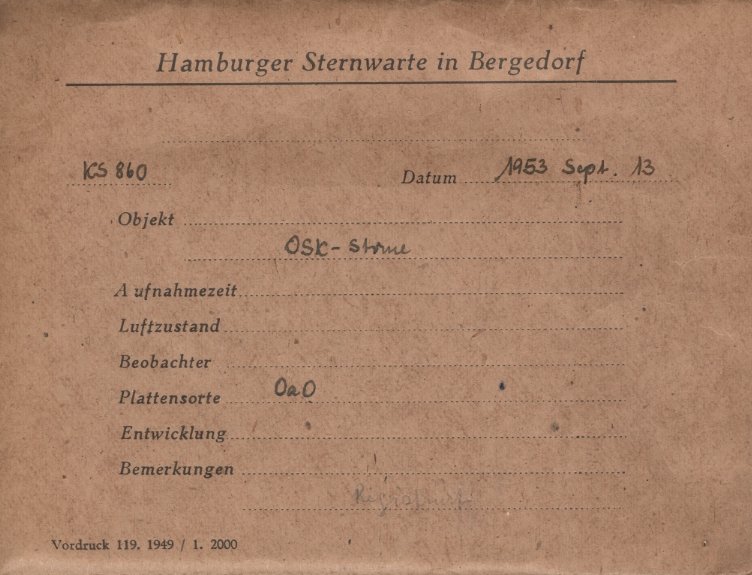 Hamburger Sternwarte in Bergedorf
KS 860 Datum 1953 Sept. 13
Objekt
OSK-Sterne
Aufnahmezeit
Luftzustand
Beobachter
Plattensorte OaO
Entwicklung
Bemerkungen
Vordruck 119. 1949 / 1. 2000